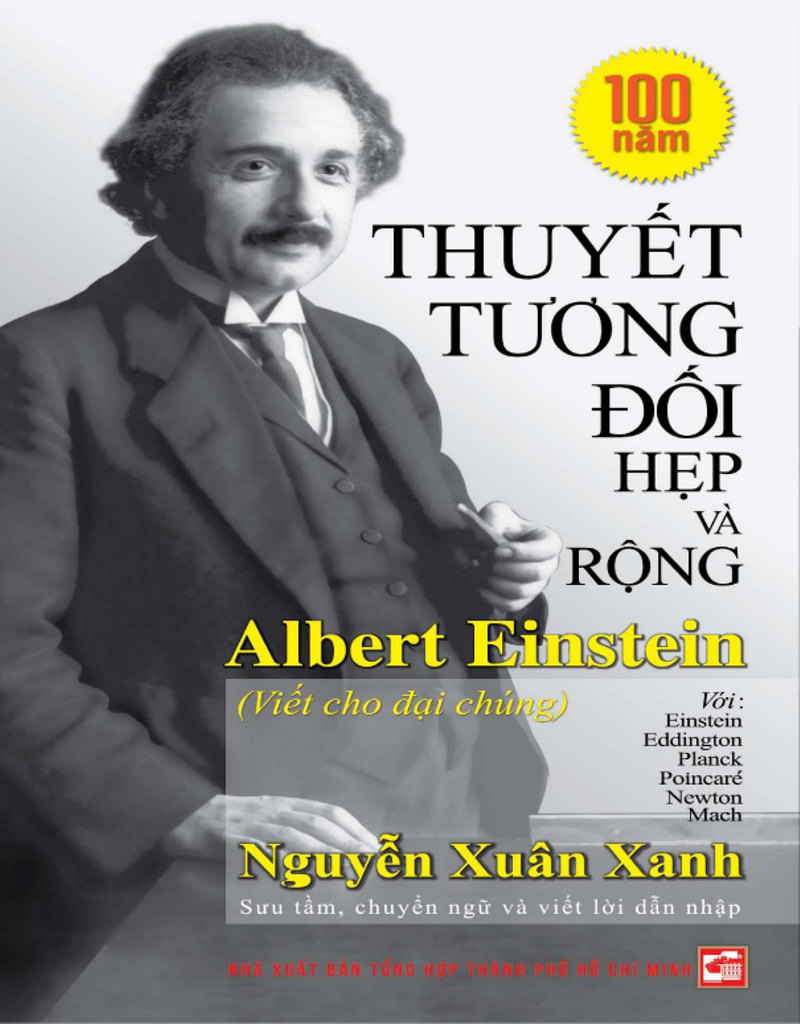 100
năm
THUYẾT
TƯƠNG
ĐỐI
HẸP
VÀ
RỘNG
Albert Einstein
(Viết cho đại chúng)
Với :
Einstein
Eddington
Planck
Poincaré
Newton
Mach
Nguyễn Xuân Xanh
Sưu tầm, chuyển ngữ và viết lời dẫn nhập
NHÀ XUẤT BẢN TỔNG HỢP THÀNH PHỐ HỒ CHÍ MINH